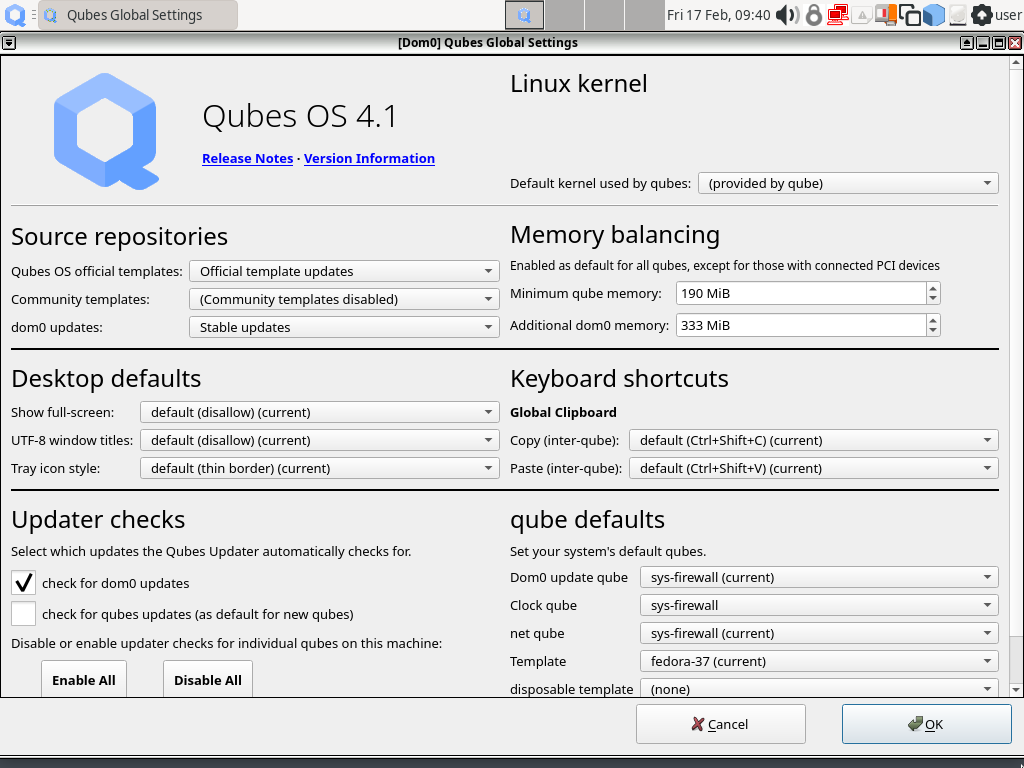 Qubes Global Settings
Fri 17 Feb, 09:40
user
[Dom0] Qubes Global Settings
Qubes OS 4.1
Release Notes · Version Information
Linux kernel
Default kernel used by qubes: (provided by qube)
Source repositories
Qubes OS official templates: Official template updates
Community templates: (Community templates disabled)
dom0 updates: Stable updates
Memory balancing
Enabled as default for all qubes, except for those with connected PCI devices
Minimum qube memory: 190 MiB
Additional dom0 memory: 333 MiB
Desktop defaults
Show full-screen: default (disallow) (current)
UTF-8 window titles: default (disallow) (current)
Tray icon style: default (thin border) (current)
Keyboard shortcuts
Global Clipboard
Copy (inter-qube): default (Ctrl+Shift+C) (current)
Paste (inter-qube): default (Ctrl+Shift+V) (current)
Updater checks
Select which updates the Qubes Updater automatically checks for.
check for dom0 updates
check for qubes updates (as default for new qubes)
Disable or enable updater checks for individual qubes on this machine:
Enable All Disable All
qube defaults
Set your system's default qubes.
Dom0 update qube sys-firewall (current)
Clock qube sys-firewall
net qube sys-firewall (current)
Template fedora-37 (current)
disposable template (none)
Cancel OK